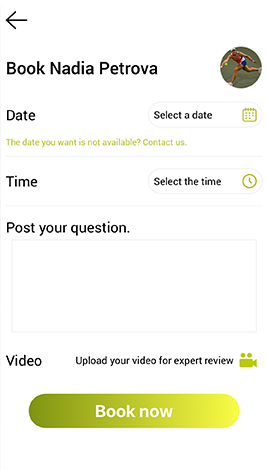 Book Nadia Petrova
Date
Select a date
The date you want is not available? Contact us.
Time
Select the time
Post your question.
Video
Upload your video for expert review
Book now